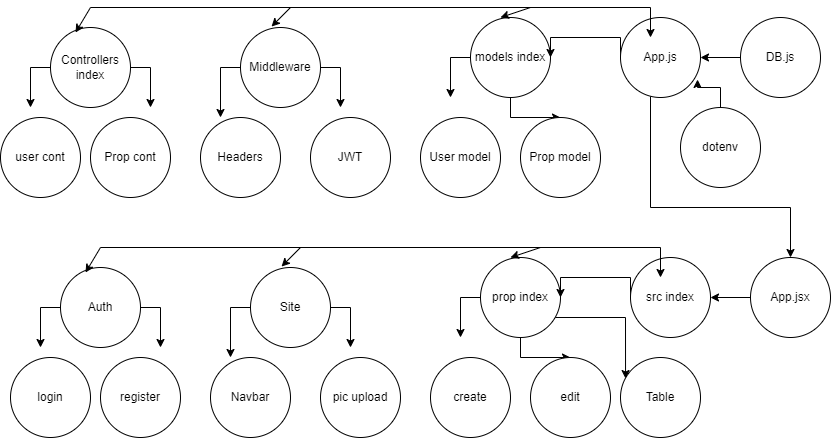 Controllers
index
Middleware
models index
App.js
DB.js
user cont
Prop cont
Headers
JWT
User model
Prop model
dotenv
Auth
Site
prop index
src index
App.jsx
login
register
Navbar
pic upload
create
edit
Table